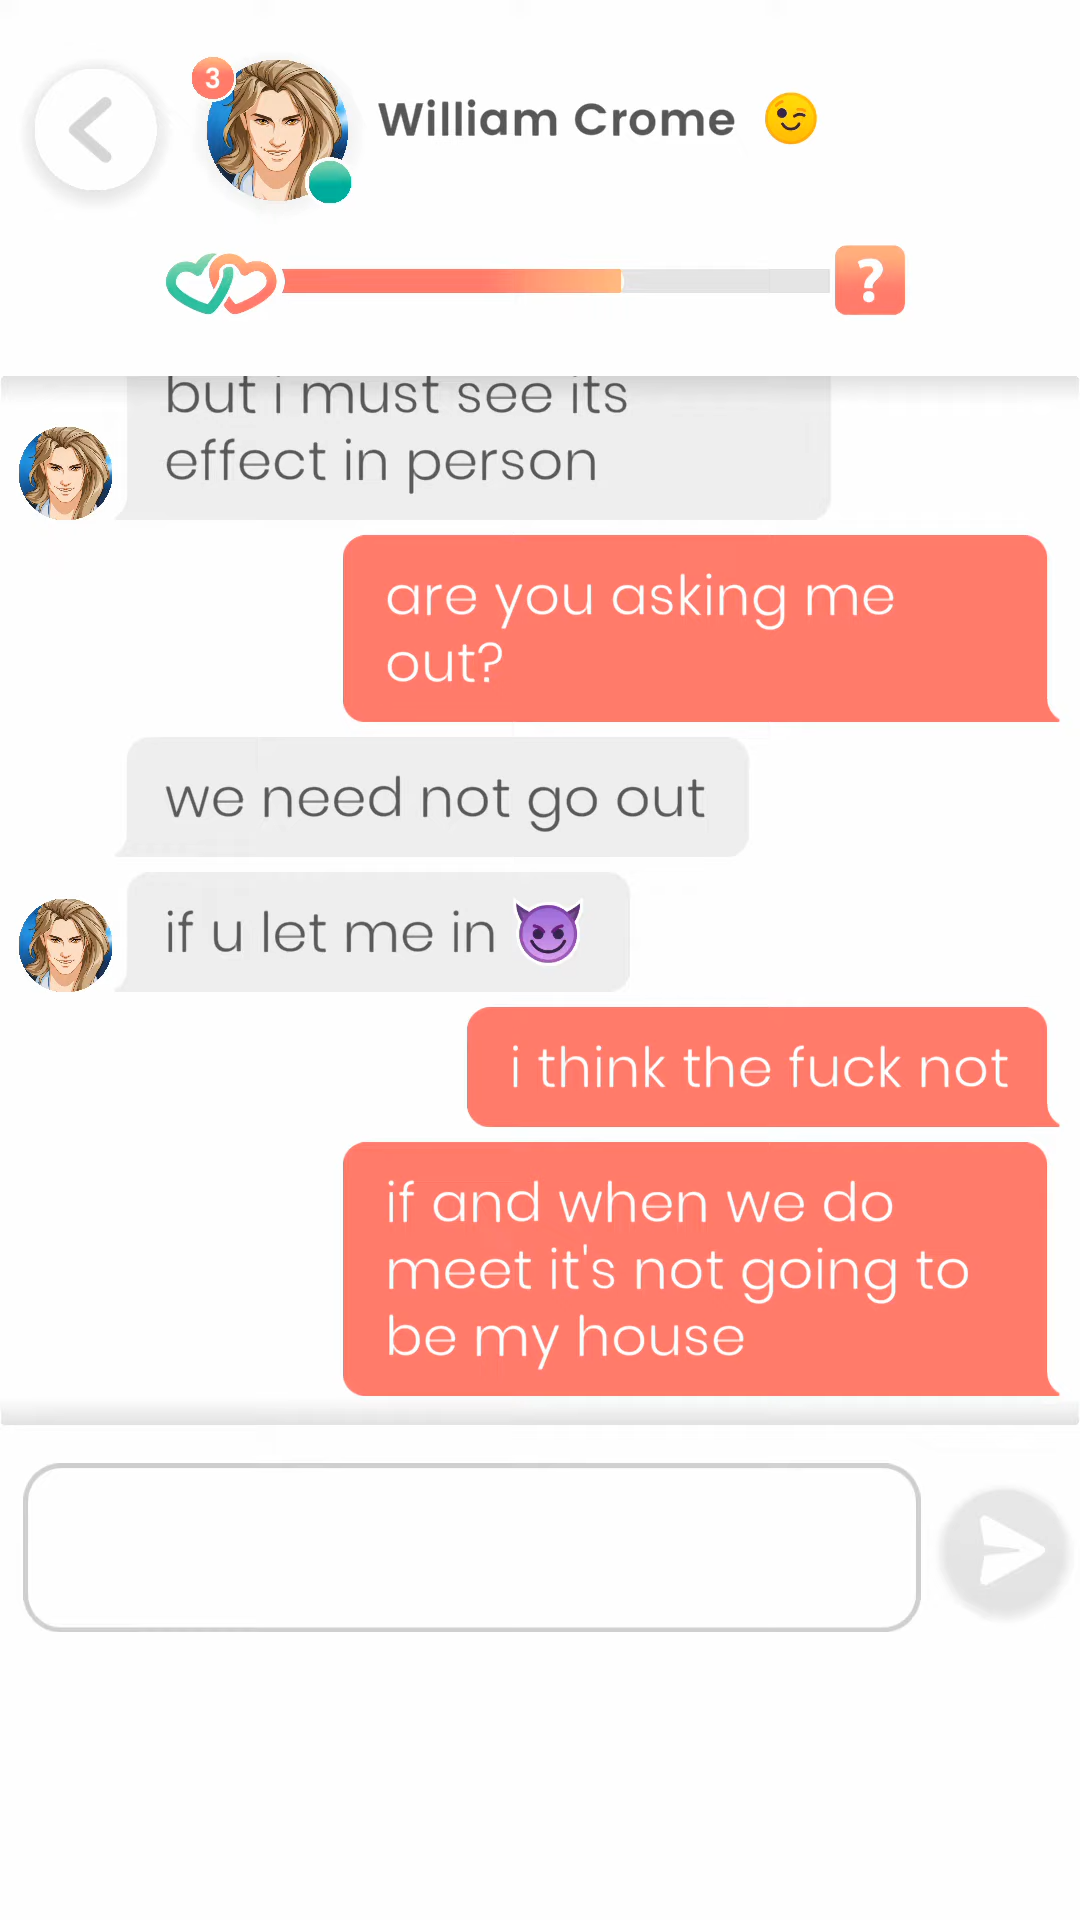 3
William Crome 😉
?
but i must see its
effect in person
are you asking me
out?
we need not go out
if u let me in 😈
i think the fuck not
if and when we do
meet it's not going to
be my house